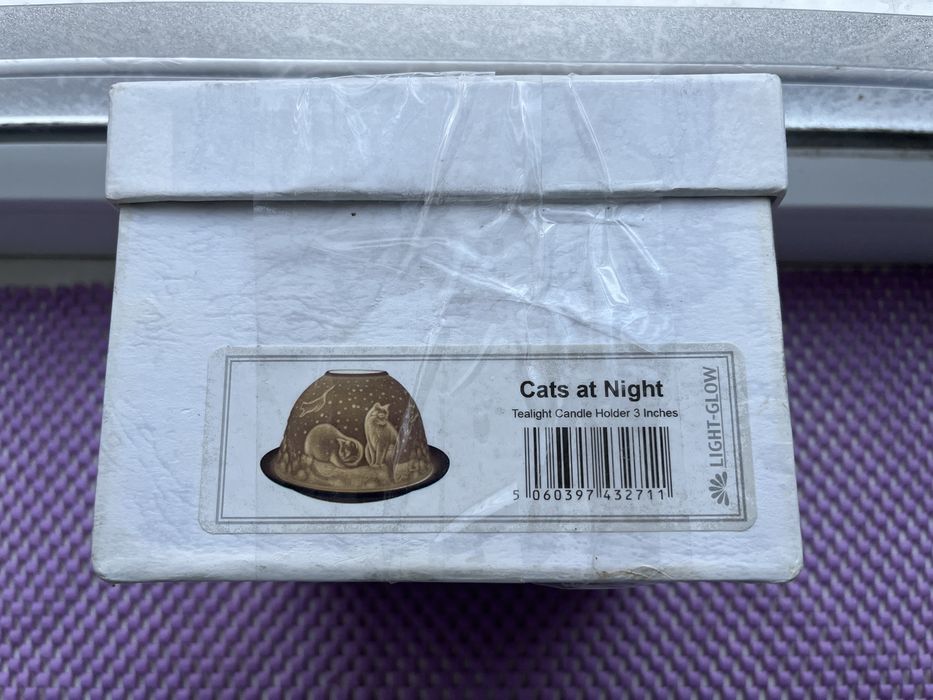 Cats at Night
Tealight Candle Holder 3 Inches
5 060397 432711
LIGHT-GLOW